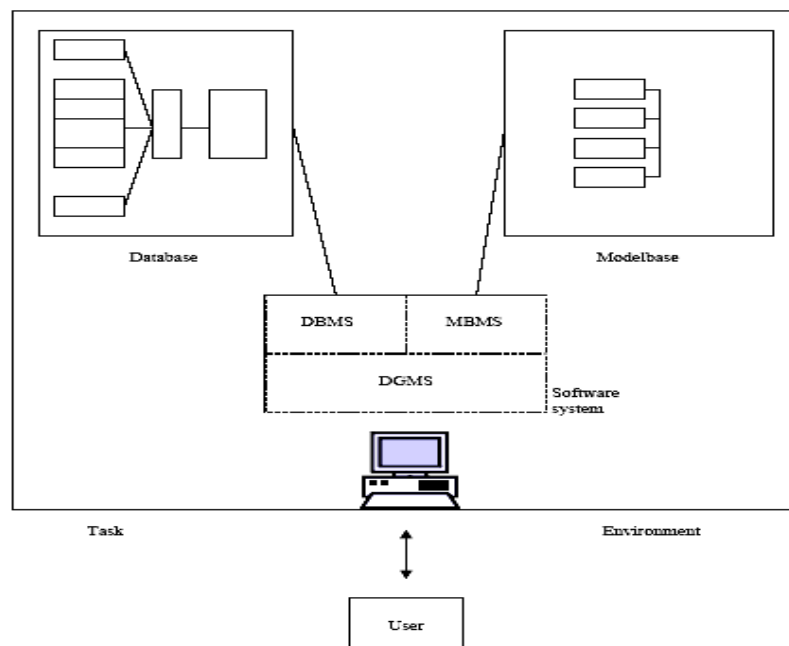 Database
Modelbase
DBMS
MBMS
DGMS
Software
system
Task
Environment
User